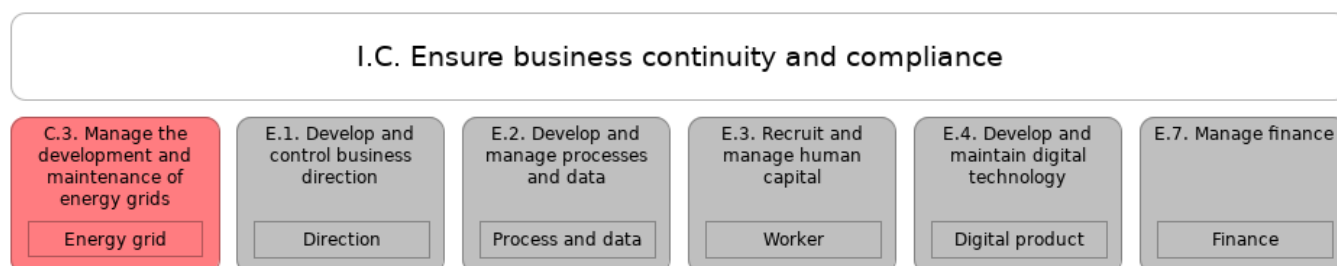 I.C. Ensure business continuity and compliance
C.3. Manage the
development and
maintenance of
energy grids
Energy grid
E.1. Develop and
control business
direction
Direction
E.2. Develop and
manage processes
and data
Process and data
E.3. Recruit and
manage human
capital
Worker
E.4. Develop and
maintain digital
technology
Digital product
E.7. Manage finance
Finance